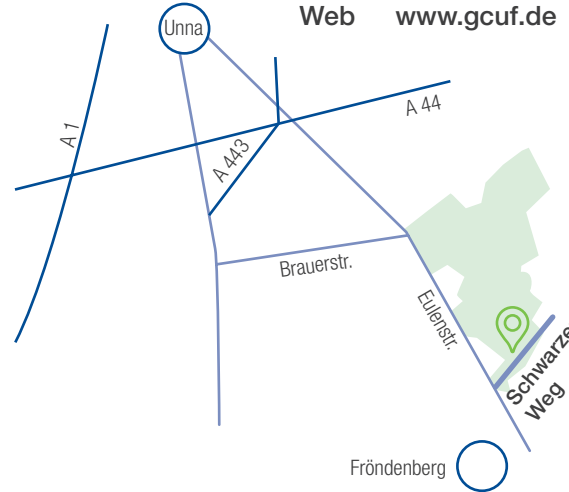 Web www.gcuf.de
Unna
A 1
A 44
A 443
Brauerstr.
Eulenstr.
Schwarze
Weg
Fröndenberg